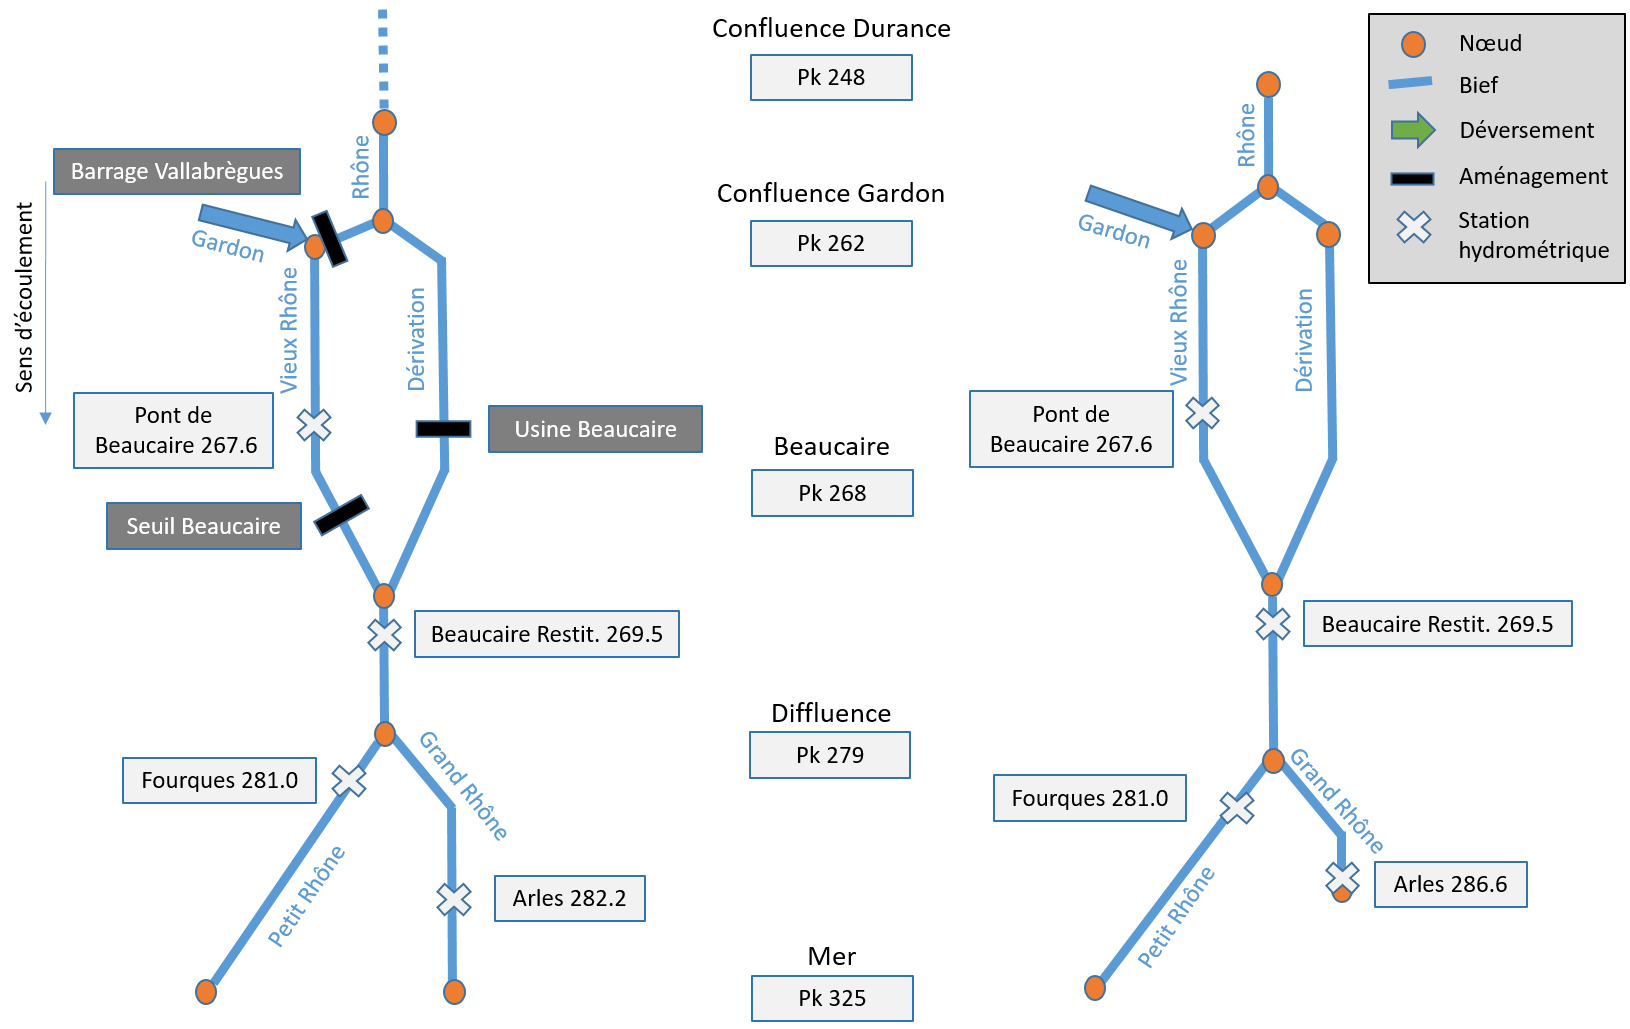 Confluence Durance
Pk 248
Nœud
Bief
Déversement
Aménagement
Station
hydrométrique
Rhône
Barrage Vallabrègues
Confluence Gardon
Pk 262
Gardon
Sens d'écoulement
Vieux Rhône
Dérivation
Pont de
Beaucaire 267.6
Usine Beaucaire
Beaucaire
Pk 268
Seuil Beaucaire
Beaucaire Restit. 269.5
Diffluence
Pk 279
Fourques 281.0
Grand Rhône
Petit Rhône
Arles 282.2
Mer
Pk 325
Rhône
Gardon
Vieux Rhône
Dérivation
Pont de
Beaucaire 267.6
Beaucaire Restit. 269.5
Fourques 281.0
Grand Rhône
Petit Rhône
Arles 286.6